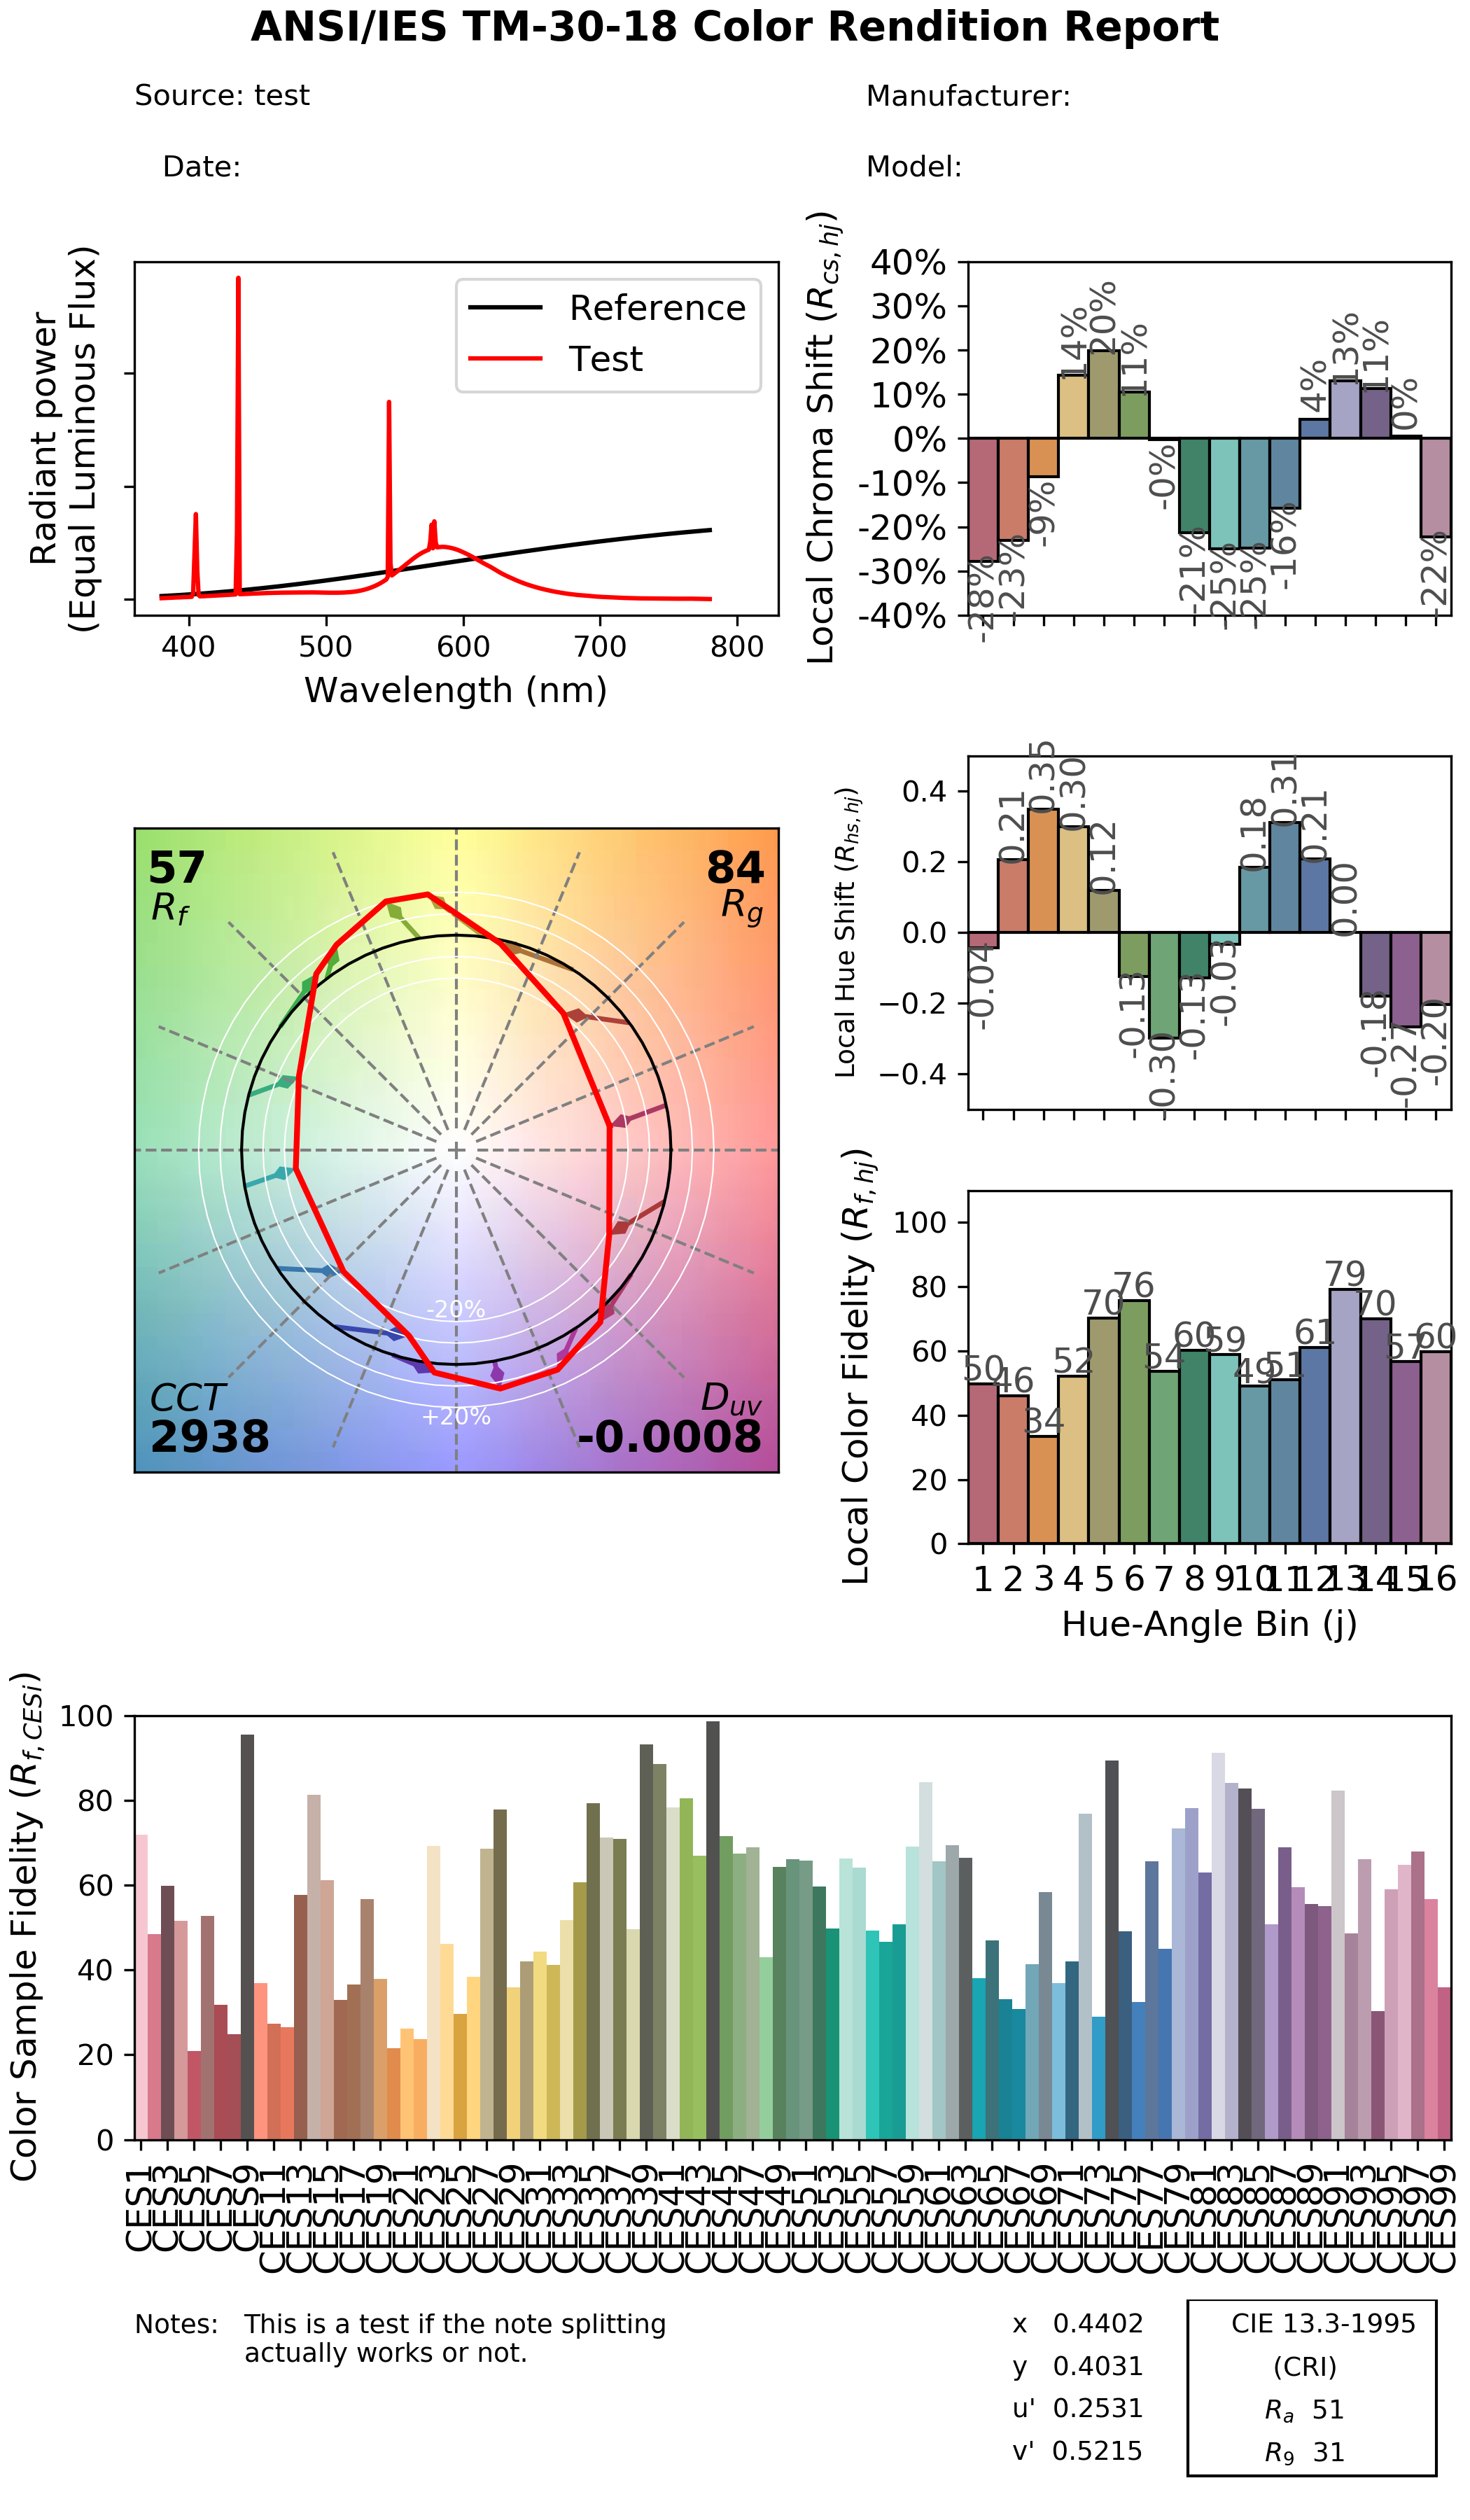 ANSI/IES TM-30-18 Color Rendition Report
Source: test
Manufacturer:
Date:
Model:
Radiant power
(Equal Luminous Flux)
Reference
Test
400 500 600 700 800
Wavelength (nm)
Local Chroma Shift (Rcs, hj)
40%
30%
20%
10%
0%
-10%
-20%
-30%
-40%
-28% -23% -9% 14% 20% 11% -0% -21% -25% -25% -16% 4% 13% 11% 0% -22%
57
Rf
84
Rg
-20%
+20%
CCT
2938
Duv
-0.0008
Local Hue Shift (Rhs, hj)
0.4
0.2
0.0
−0.2
−0.4
-0.04 0.21 0.35 0.30 0.12 -0.13 -0.30 -0.13 -0.03 0.18 0.31 0.21 0.00 -0.18 -0.27 -0.20
Local Color Fidelity (Rf, hj)
100
80
60
40
20
0
50 46 34 52 70 76 54 60 59 49 51 61 79 70 57 60
1 2 3 4 5 6 7 8 9 10 11 12 13 14 15 16
Hue-Angle Bin (j)
Color Sample Fidelity (Rf, CESi)
100
80
60
40
20
0
CES1 CES3 CES5 CES7 CES9 CES11 CES13 CES15 CES17 CES19 CES21 CES23 CES25 CES27 CES29 CES31 CES33 CES35 CES37 CES39 CES41 CES43 CES45 CES47 CES49 CES51 CES53 CES55 CES57 CES59 CES61 CES63 CES65 CES67 CES69 CES71 CES73 CES75 CES77 CES79 CES81 CES83 CES85 CES87 CES89 CES91 CES93 CES95 CES97 CES99
Notes: This is a test if the note splitting
actually works or not.
x 0.4402
y 0.4031
u' 0.2531
v' 0.5215
CIE 13.3-1995
(CRI)
Ra 51
R9 31